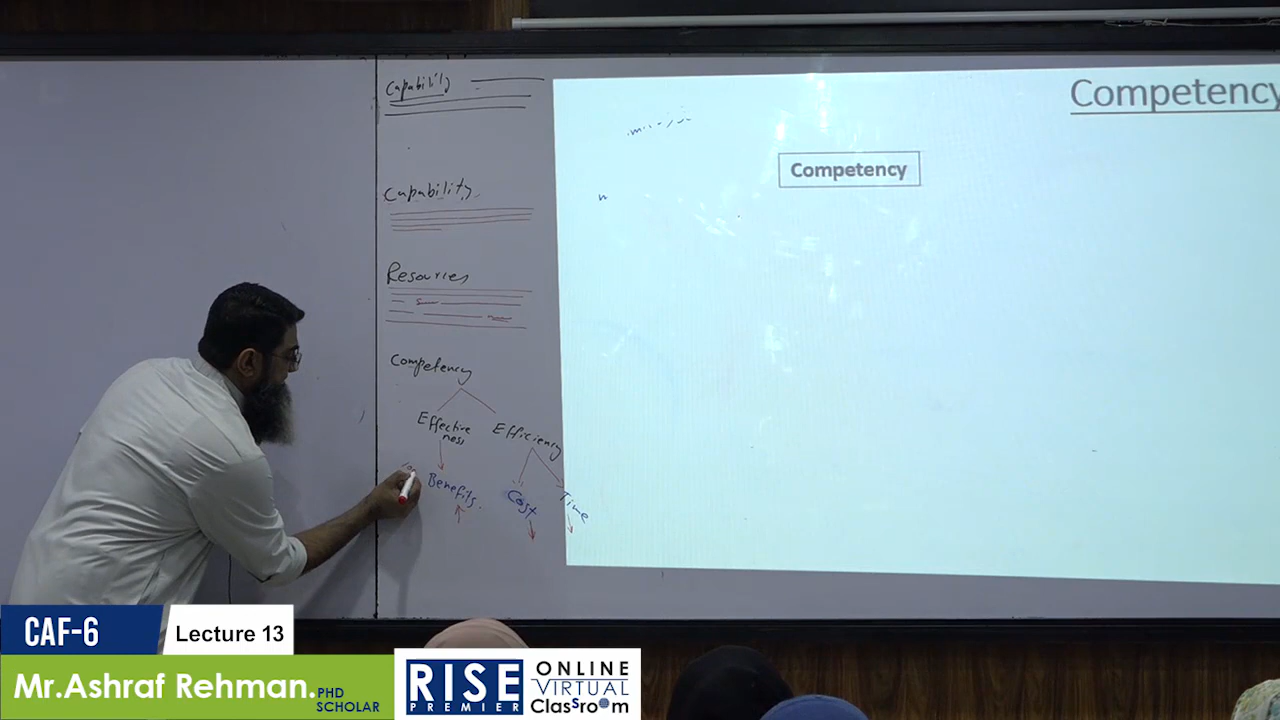 Capability
Capability
Resources
Competency
Effective
ness
Efficiency
Benefits.
Cost
Time
Competency
Competency
CAF-6
Lecture 13
Mr.Ashraf Rehman.PHD
SCHOLAR
RISE
PREMIER
ONLINE
VIRTUAL
Classroom